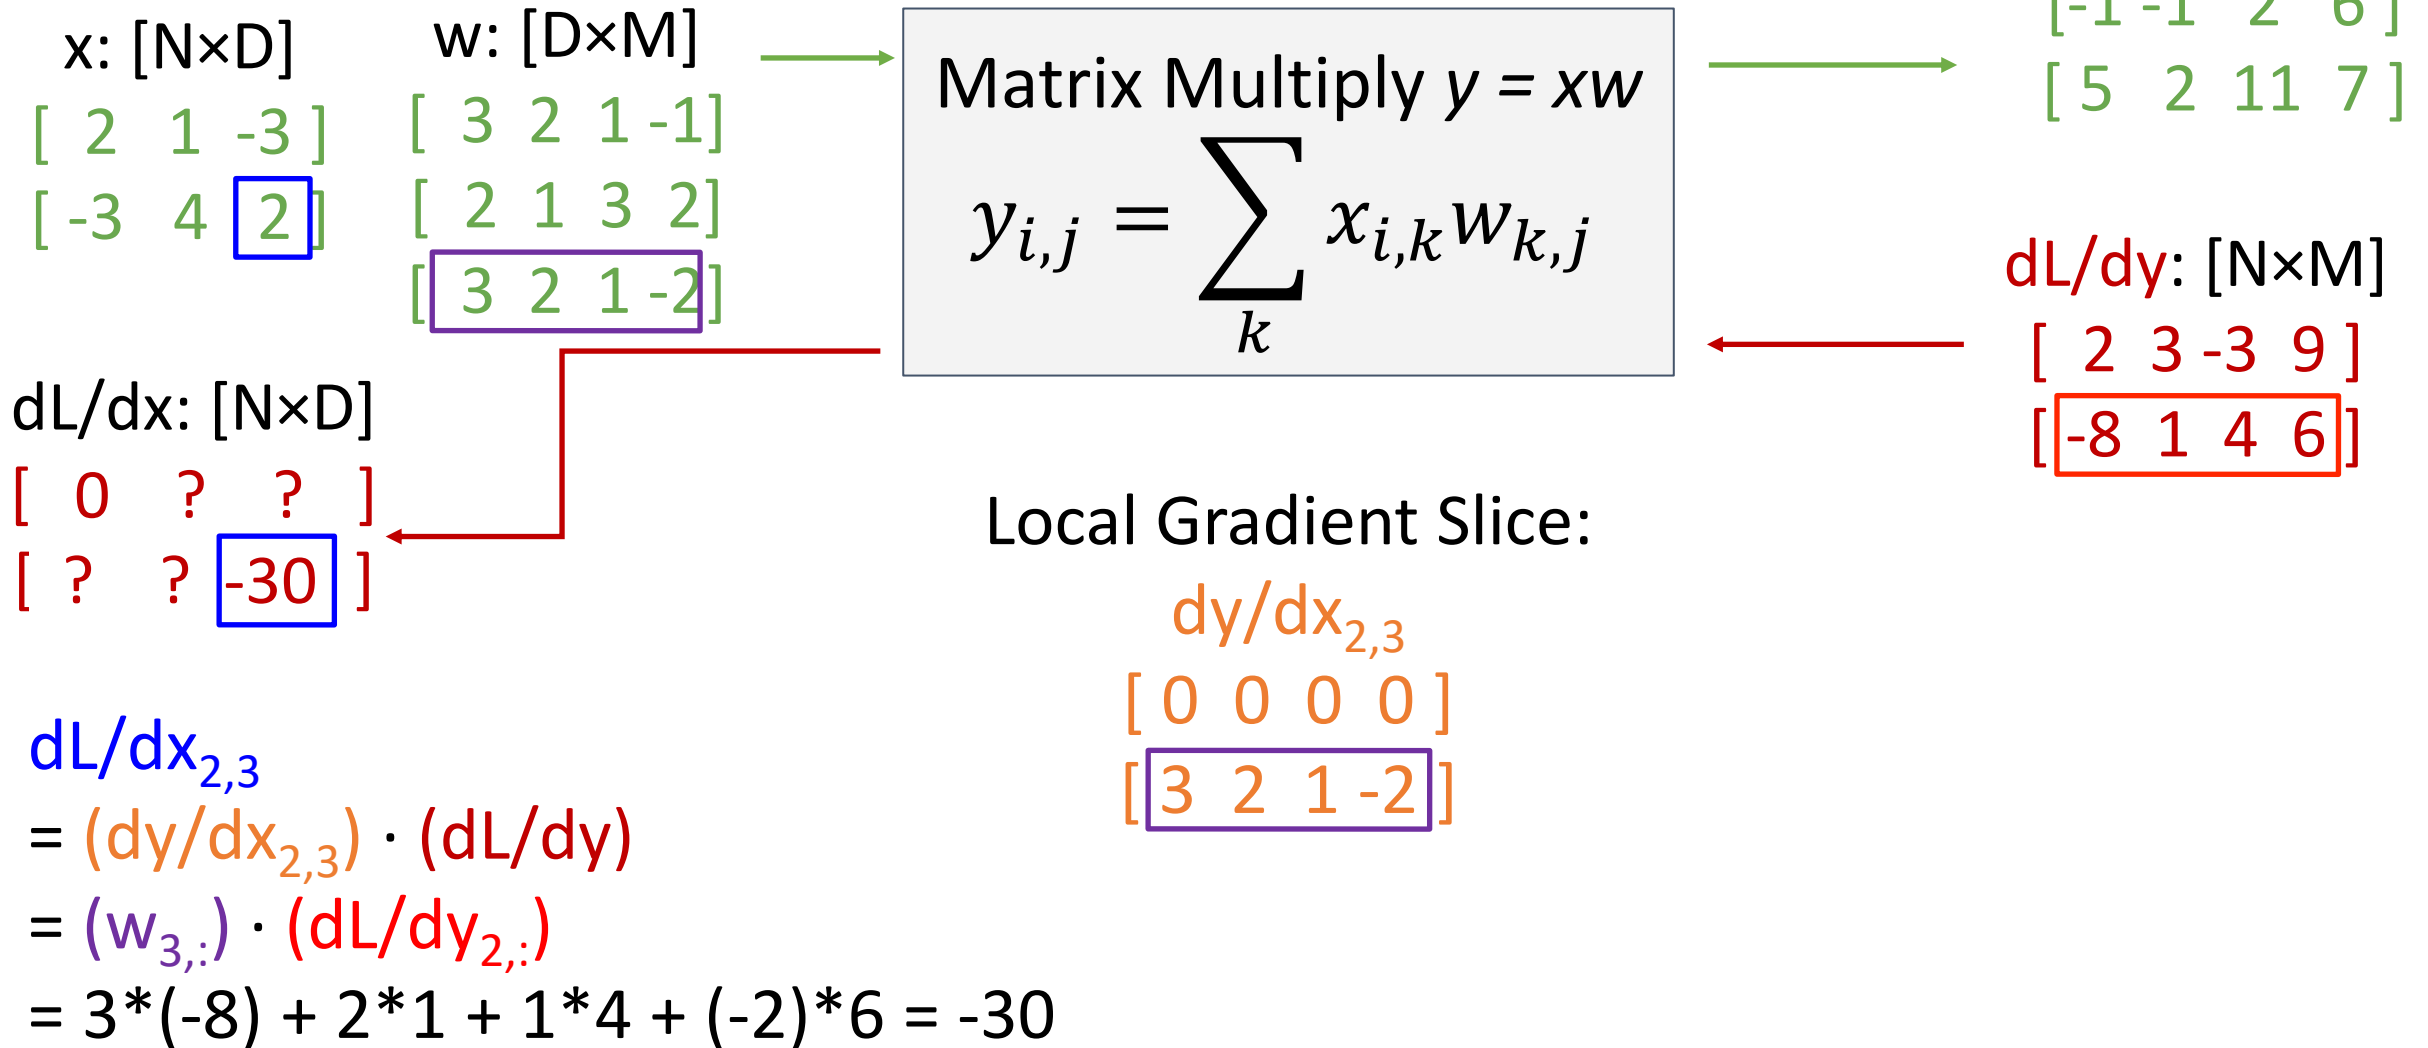 x: [N×D]
[ 2 1 -3 ]
[ -3 4 2 ]
w: [D×M]
[ 3 2 1 -1]
[ 2 1 3 2]
[ 3 2 1 -2]
Matrix Multiply y = xw
y_{i,j} = ∑_k x_{i,k}w_{k,j}
[-1 -1 2 6 ]
[ 5 2 11 7 ]
dL/dy: [N×M]
[ 2 3 -3 9 ]
[ -8 1 4 6 ]
dL/dx: [N×D]
[ 0 ? ? ]
[ ? ? -30 ]
Local Gradient Slice:
dy/dx_{2,3}
[ 0 0 0 0 ]
[ 3 2 1 -2 ]
dL/dx_{2,3}
= (dy/dx_{2,3}) · (dL/dy)
= (w_{3,:}) · (dL/dy_{2,:})
= 3*(-8) + 2*1 + 1*4 + (-2)*6 = -30